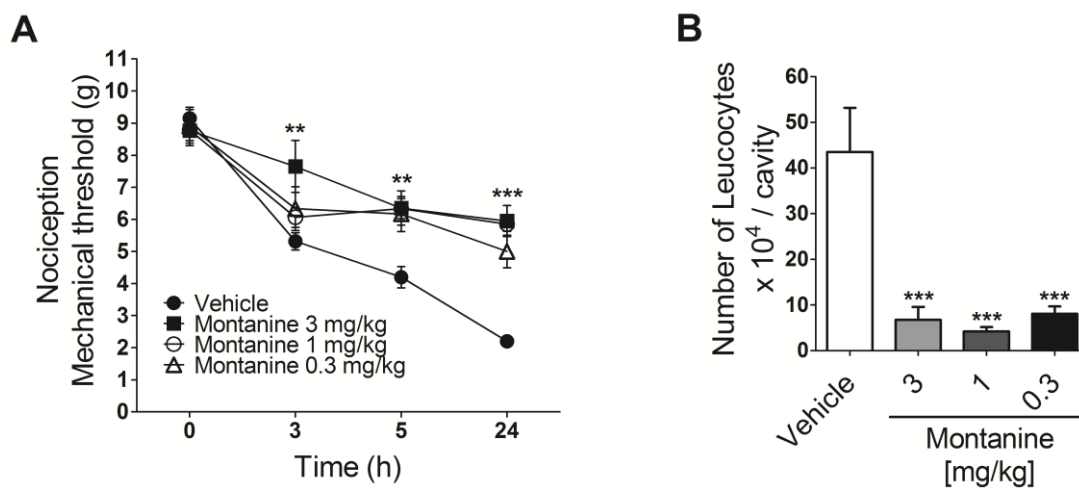 A
Nociception
Mechanical threshold (g)
11
10
9
8
7
6
5
4
3
2
1
0
**
**
***
Vehicle
Montanine 3 mg/kg
Montanine 1 mg/kg
Montanine 0.3 mg/kg
0
3
5
24
Time (h)
B
Number of Leucocytes
x 10⁴ / cavity
60
50
40
30
20
10
0
***
***
***
Vehicle
3
1
0.3
Montanine
[mg/kg]